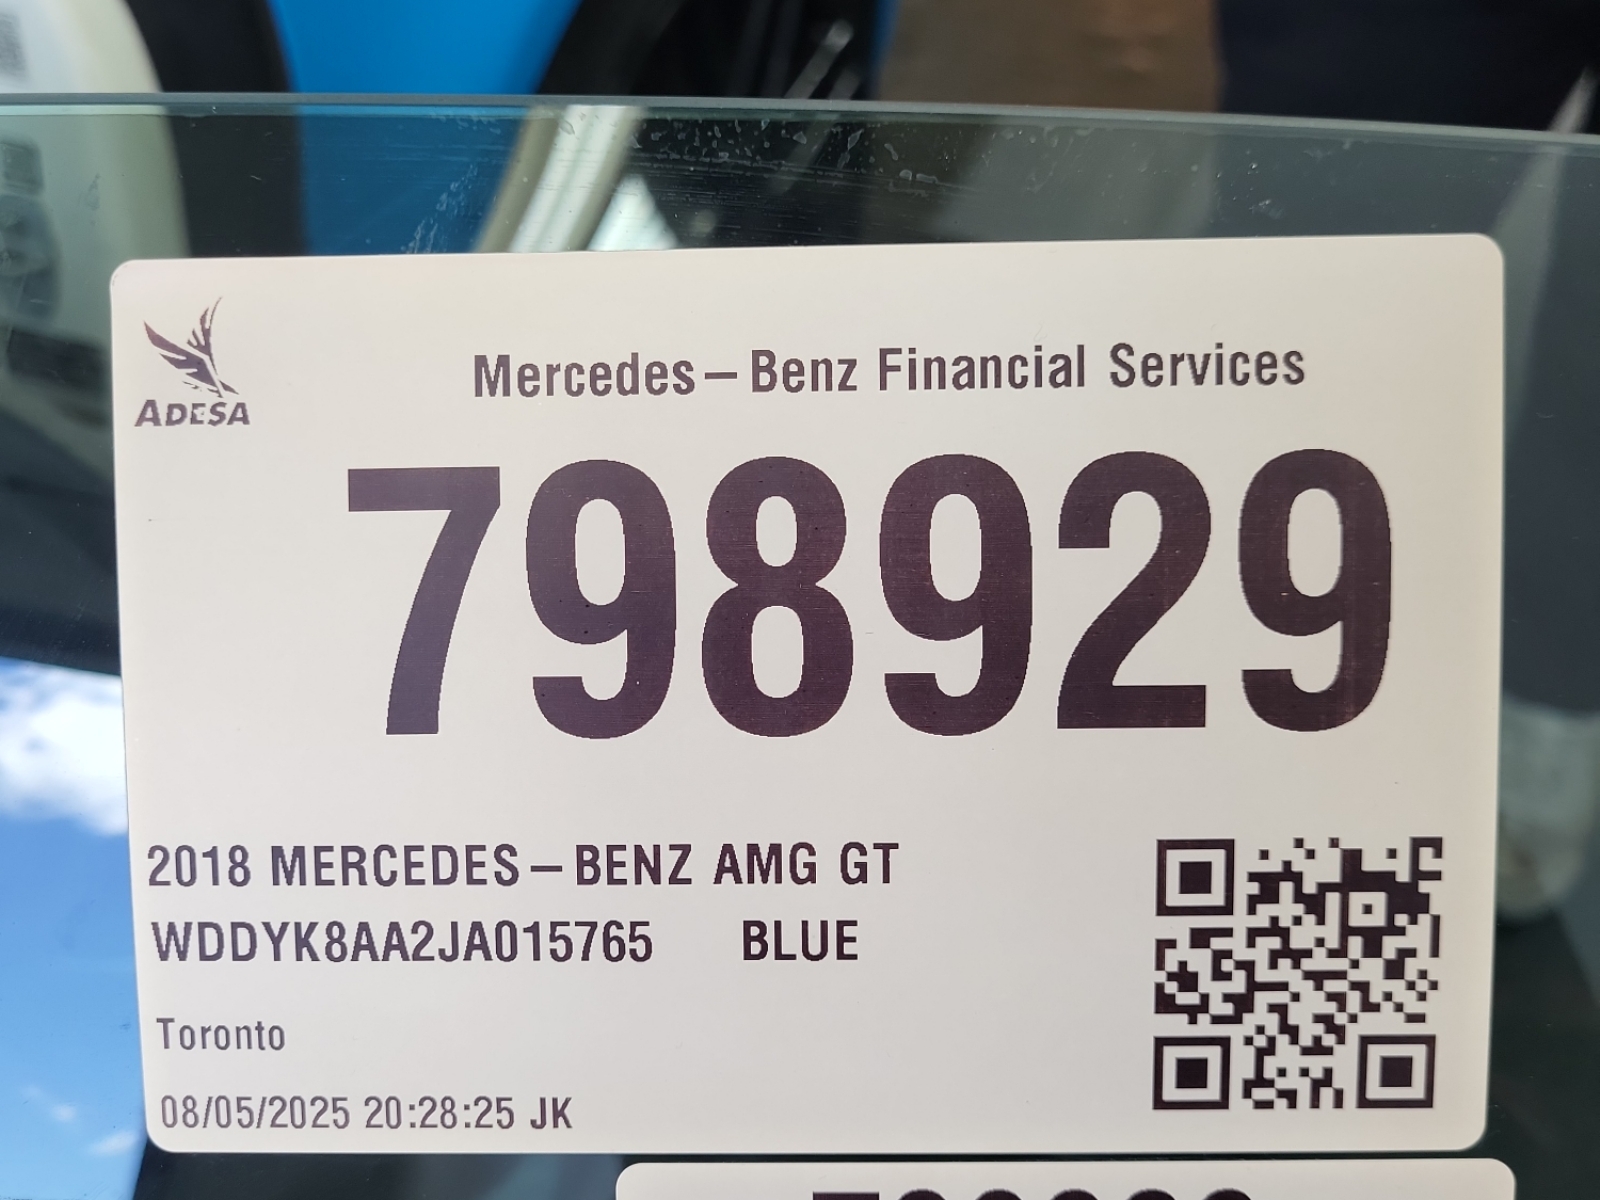 ADESA
Mercedes-Benz Financial Services
798929
2018 MERCEDES-BENZ AMG GT
WDDYK8AA2JA015765 BLUE
Toronto
08/05/2025 20:28:25 JK